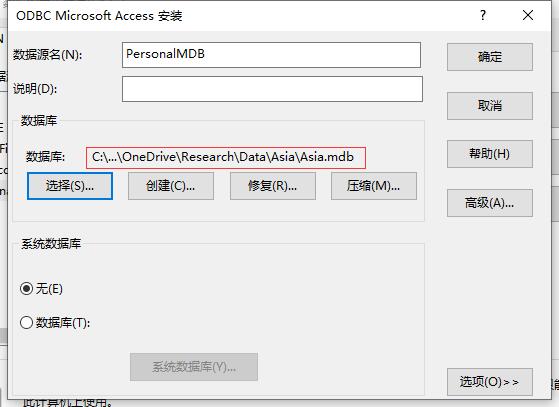 ODBC Microsoft Access 安装
数据源名(N):
PersonalMDB
确定
说明(D):
取消
数据库
数据库:
C:\...\OneDrive\Research\Data\Asia\Asia.mdb
帮助(H)
选择(S)...
创建(C)...
修复(R)...
压缩(M)...
高级(A)...
系统数据库
无(E)
数据库(T):
系统数据库(Y)...
选项(O)>>
此计算机上使用。